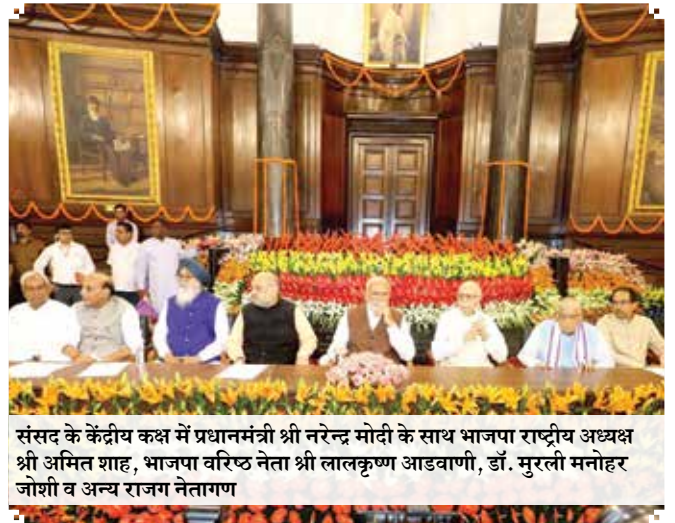 संसद के केंद्रीय कक्ष में प्रधानमंत्री श्री नरेन्द्र मोदी के साथ भाजपा राष्ट्रीय अध्यक्ष
श्री अमित शाह, भाजपा वरिष्ठ नेता श्री लालकृष्ण आडवाणी, डॉ. मुरली मनोहर
जोशी व अन्य राजग नेतागण